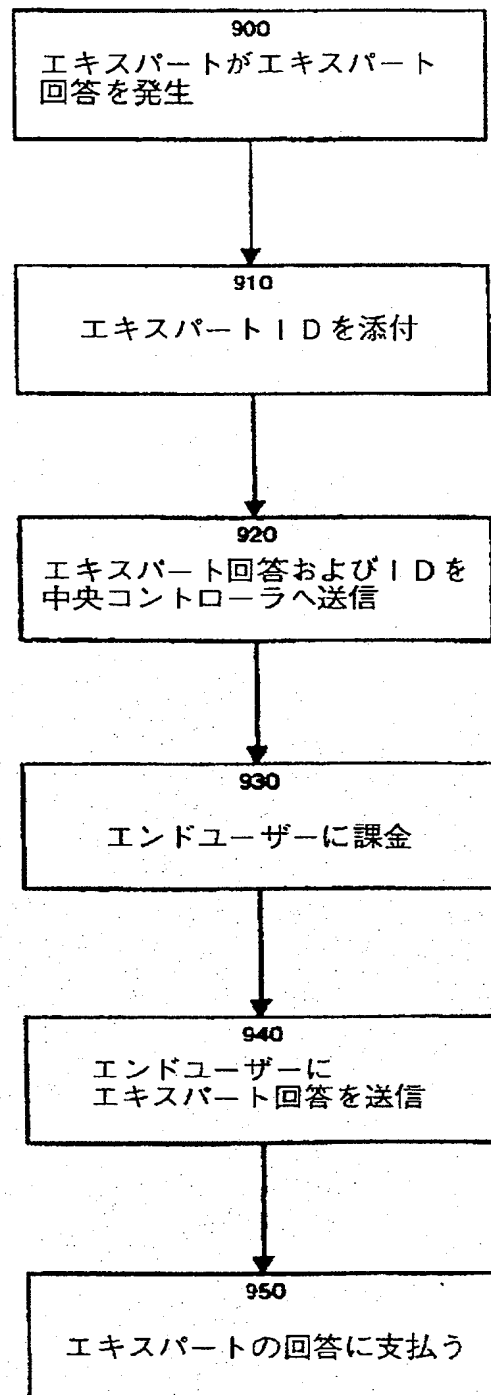 900
エキスパートがエキスパート
回答を発生
910
エキスパートＩＤを添付
920
エキスパート回答およびＩＤを
中央コントローラへ送信
930
エンドユーザーに課金
940
エンドユーザーに
エキスパート回答を送信
950
エキスパートの回答に支払う